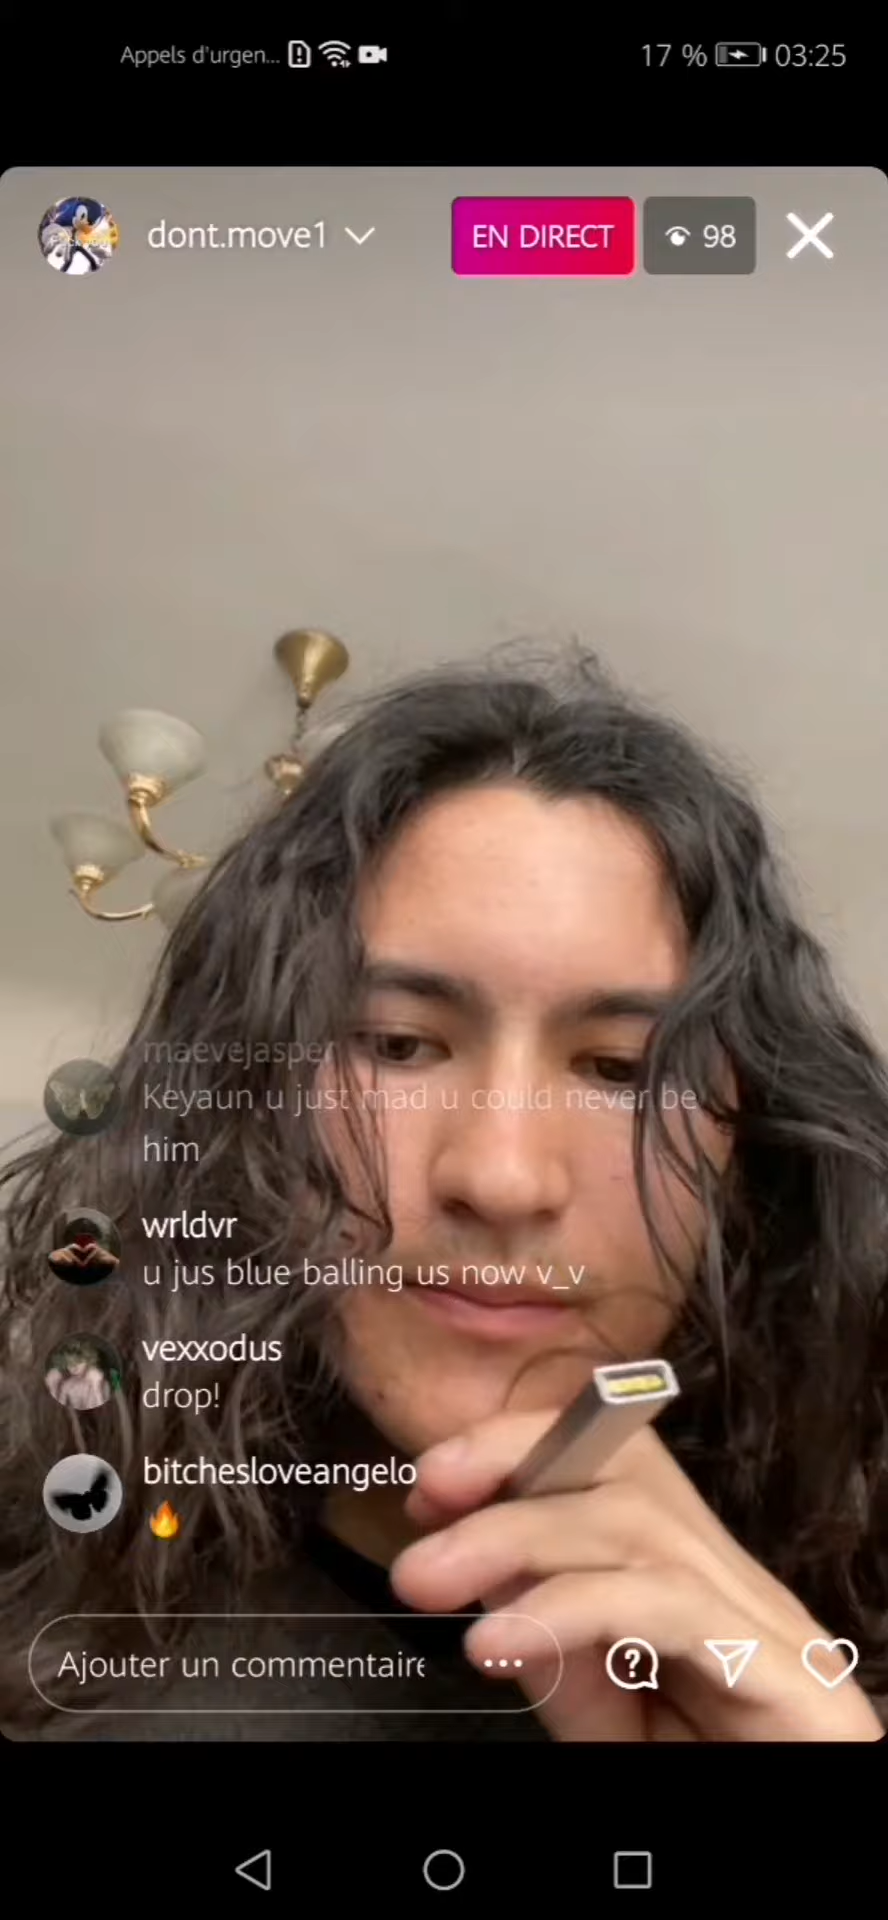 Appels d'urgen...
17 %
03:25
dont.move1
EN DIRECT
98
maevejasper
Keyaun u just mad u could never be
him
wrldvr
u jus blue balling us now v_v
vexxodus
drop!
bitchesloveangelo
🔥
Ajouter un commentaire